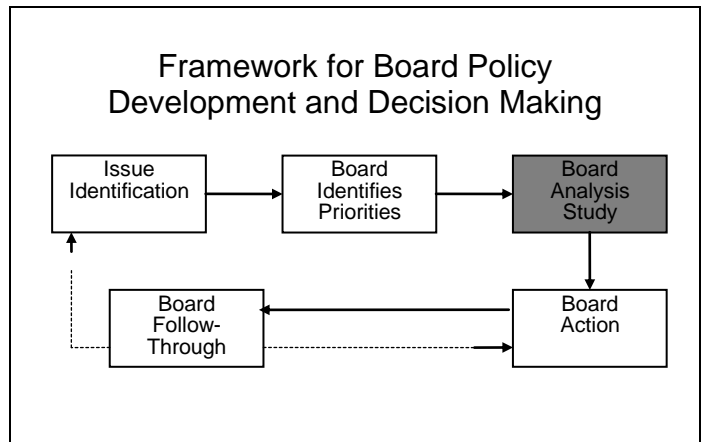 Framework for Board Policy
Development and Decision Making
Issue
Identification
Board
Identifies
Priorities
Board
Analysis
Study
Board
Follow-
Through
Board
Action